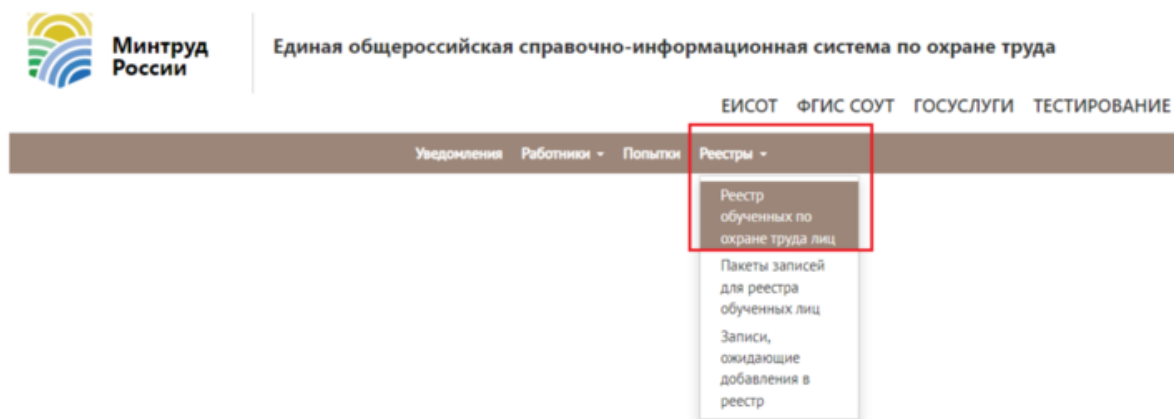 Минтруд
России
Единая общероссийская справочно-информационная система по охране труда
ЕИСОТ ФГИС СОУТ ГОСУСЛУГИ ТЕСТИРОВАНИЕ
Уведомления Работники Попытки Реестры
Реестр
обученных по
охране труда лиц
Пакеты записей
для реестра
обученных лиц
Записи,
ожидающие
добавления в
реестр